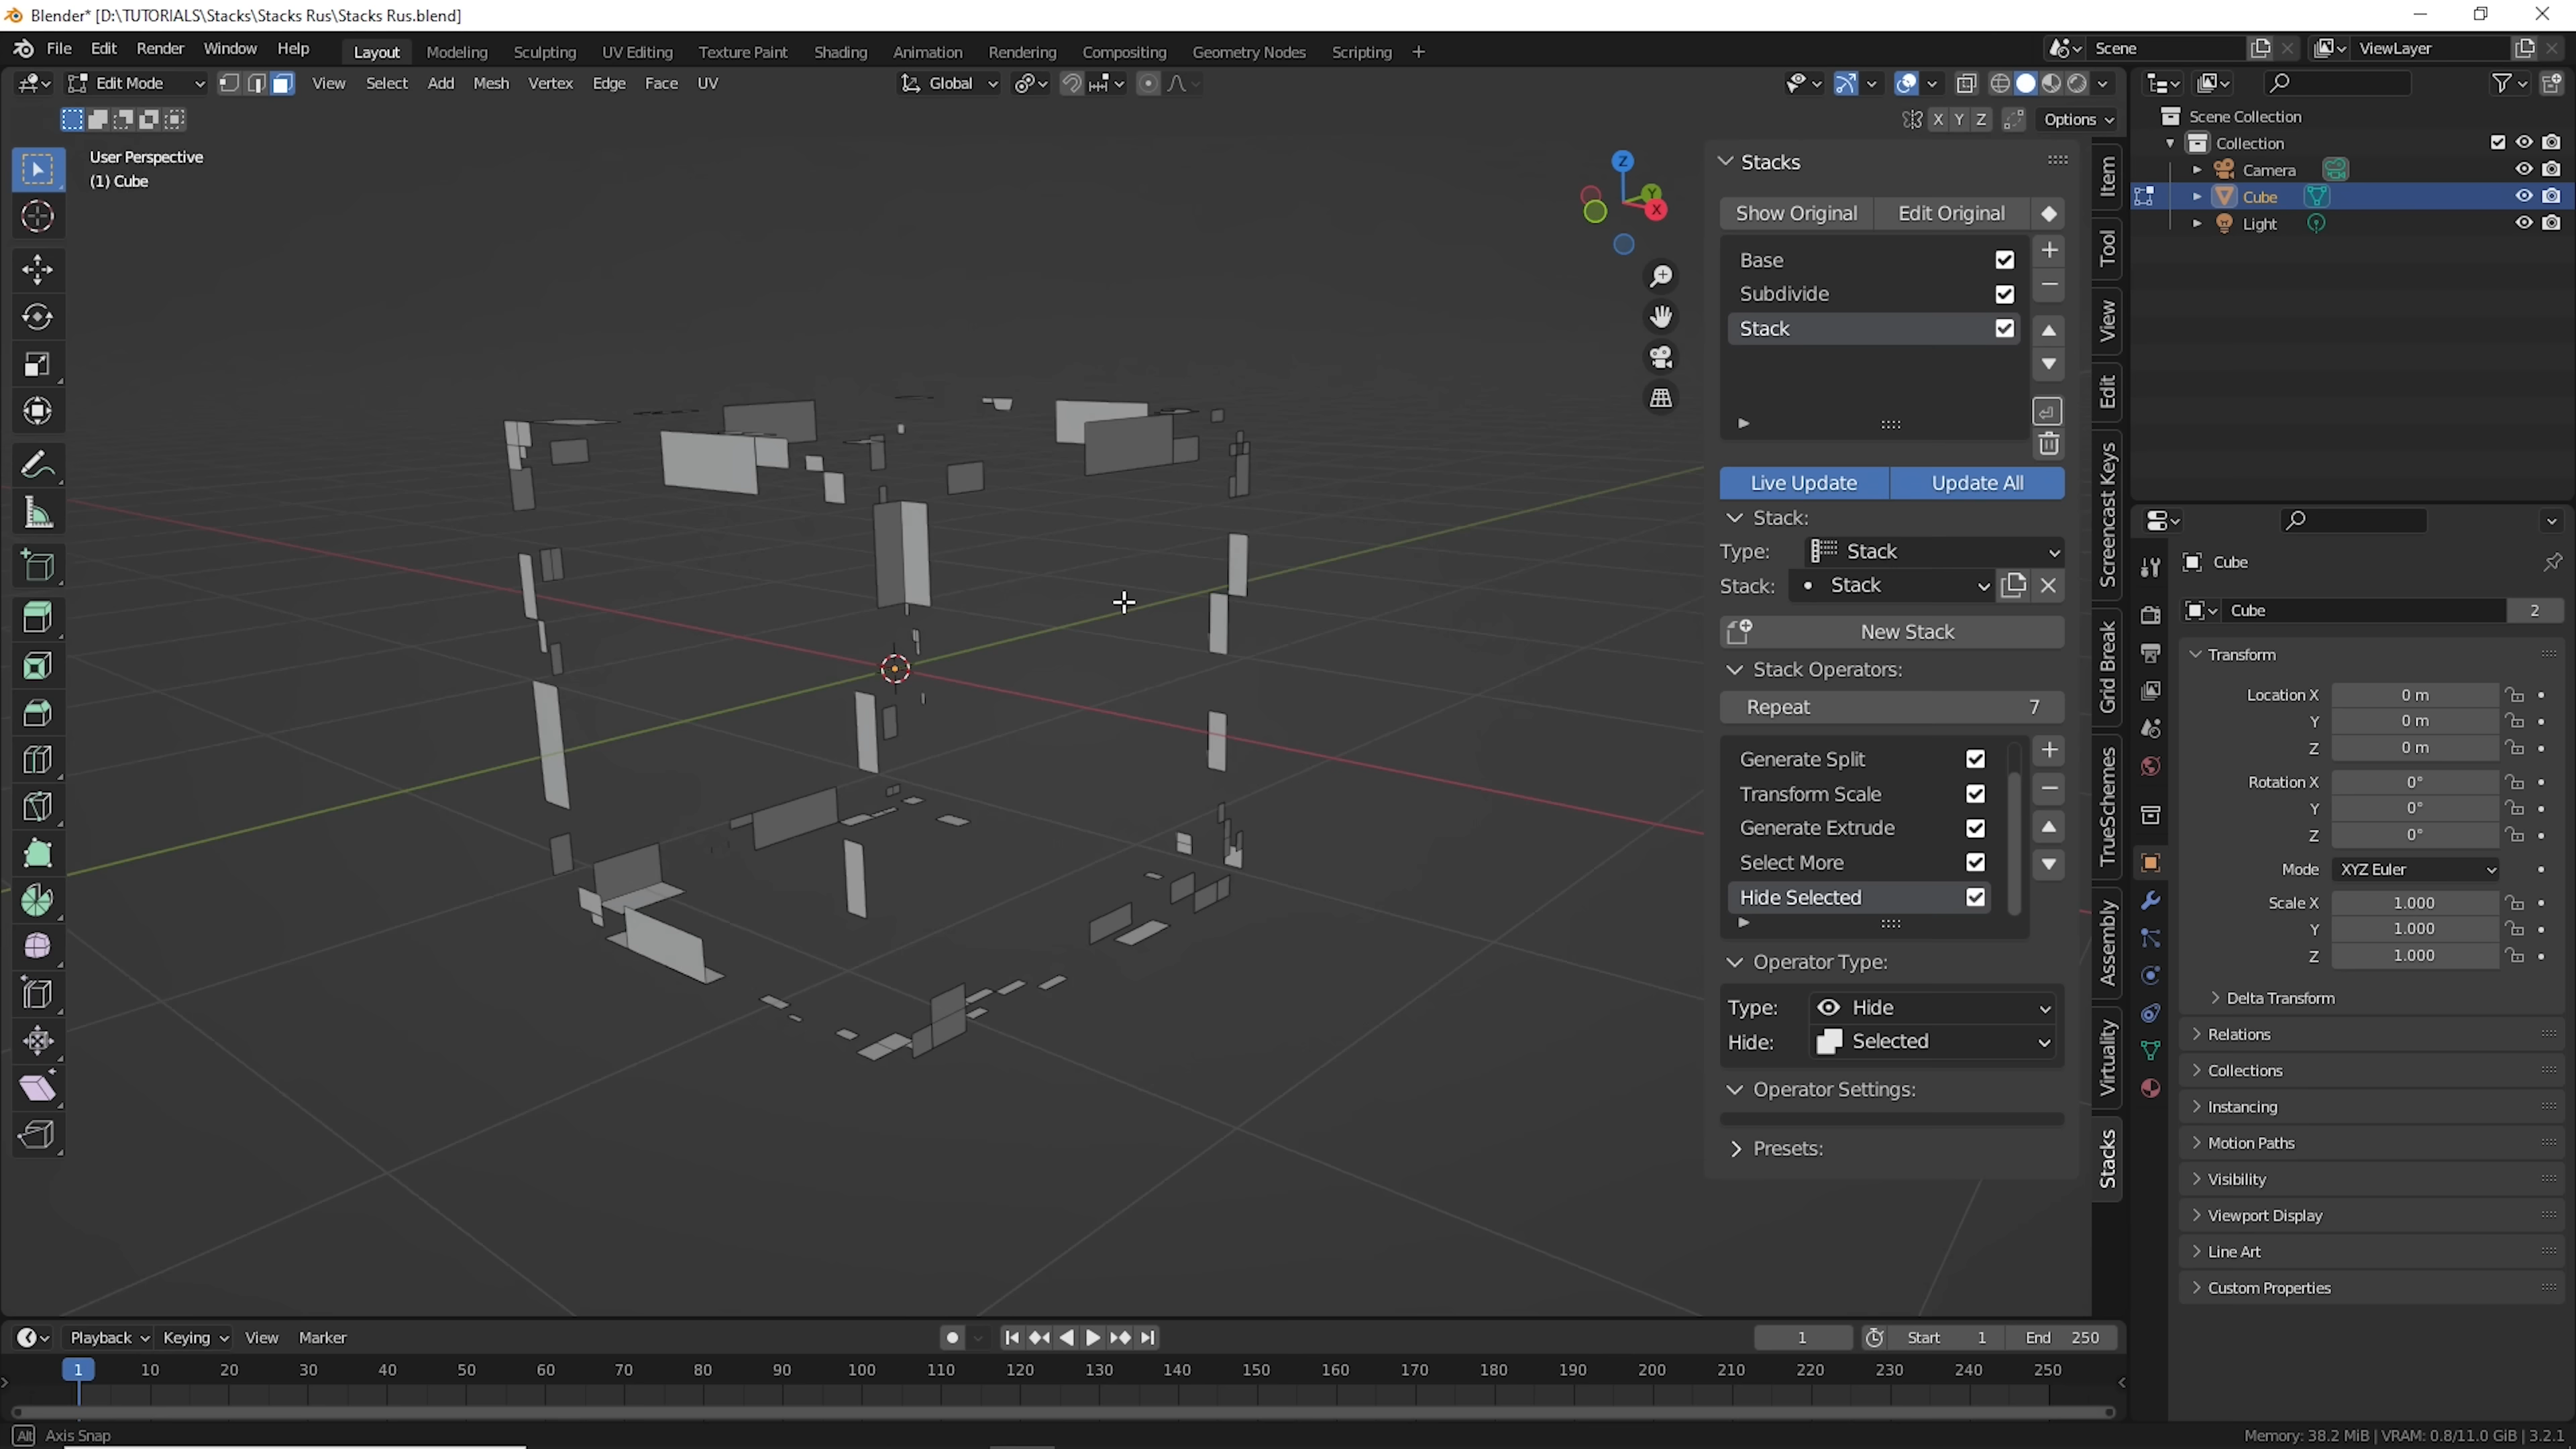 Blender* [D:\TUTORIALS\Stacks\Stacks Rus\Stacks Rus.blend]
File Edit Render Window Help Layout Modeling Sculpting UV Editing Texture Paint Shading Animation Rendering Compositing Geometry Nodes Scripting + Scene ViewLayer
Edit Mode View Select Add Mesh Vertex Edge Face UV Global
X Y Z Options
User Perspective
(1) Cube
Z
Y
X
Stacks
Show Original Edit Original
Base
Subdivide
Stack
Live Update Update All
Stack:
Type: Stack
Stack: Stack
New Stack
Stack Operators:
Repeat 7
Generate Split
Transform Scale
Generate Extrude
Select More
Hide Selected
Operator Type:
Type: Hide
Hide: Selected
Operator Settings:
Presets:
Item
Tool
View
Edit
Screencast Keys
Grid Break
TrueSchemes
Assembly
Virtuality
Stacks
Scene Collection
Collection
Camera
Cube
Light
Cube
Cube 2
Transform
Location X 0 m
Y 0 m
Z 0 m
Rotation X 0°
Y 0°
Z 0°
Mode XYZ Euler
Scale X 1.000
Y 1.000
Z 1.000
Delta Transform
Relations
Collections
Instancing
Motion Paths
Visibility
Viewport Display
Line Art
Custom Properties
Playback Keying View Marker 1 Start 1 End 250
1 10 20 30 40 50 60 70 80 90 100 110 120 130 140 150 160 170 180 190 200 210 220 230 240 250
Alt Axis Snap
Memory: 38.2 MiB | VRAM: 0.8/11.0 GiB | 3.2.1